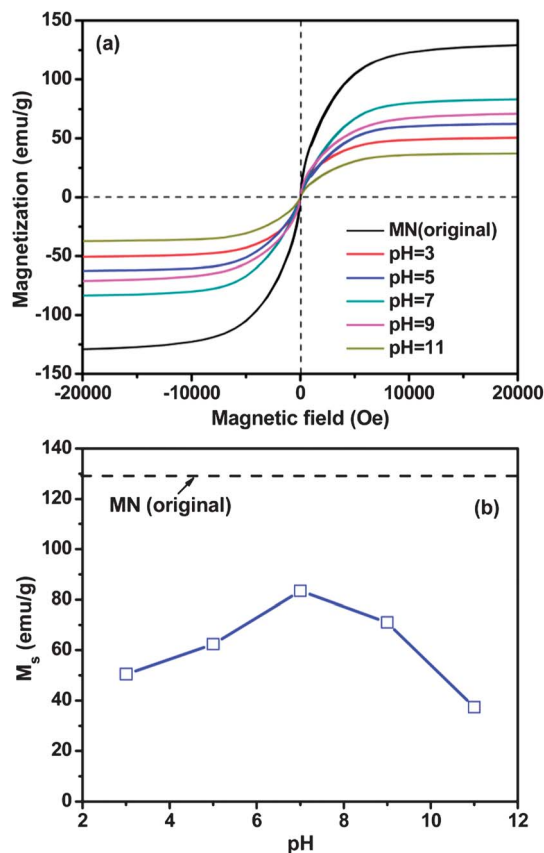 (a)
Magnetization (emu/g)
150
100
50
0
-50
-100
-150
MN(original)
pH=3
pH=5
pH=7
pH=9
pH=11
-20000 -10000 0 10000 20000
Magnetic field (Oe)
(b)
Ms (emu/g)
140
120
100
80
60
40
20
0
MN (original)
2 4 6 8 10 12
pH